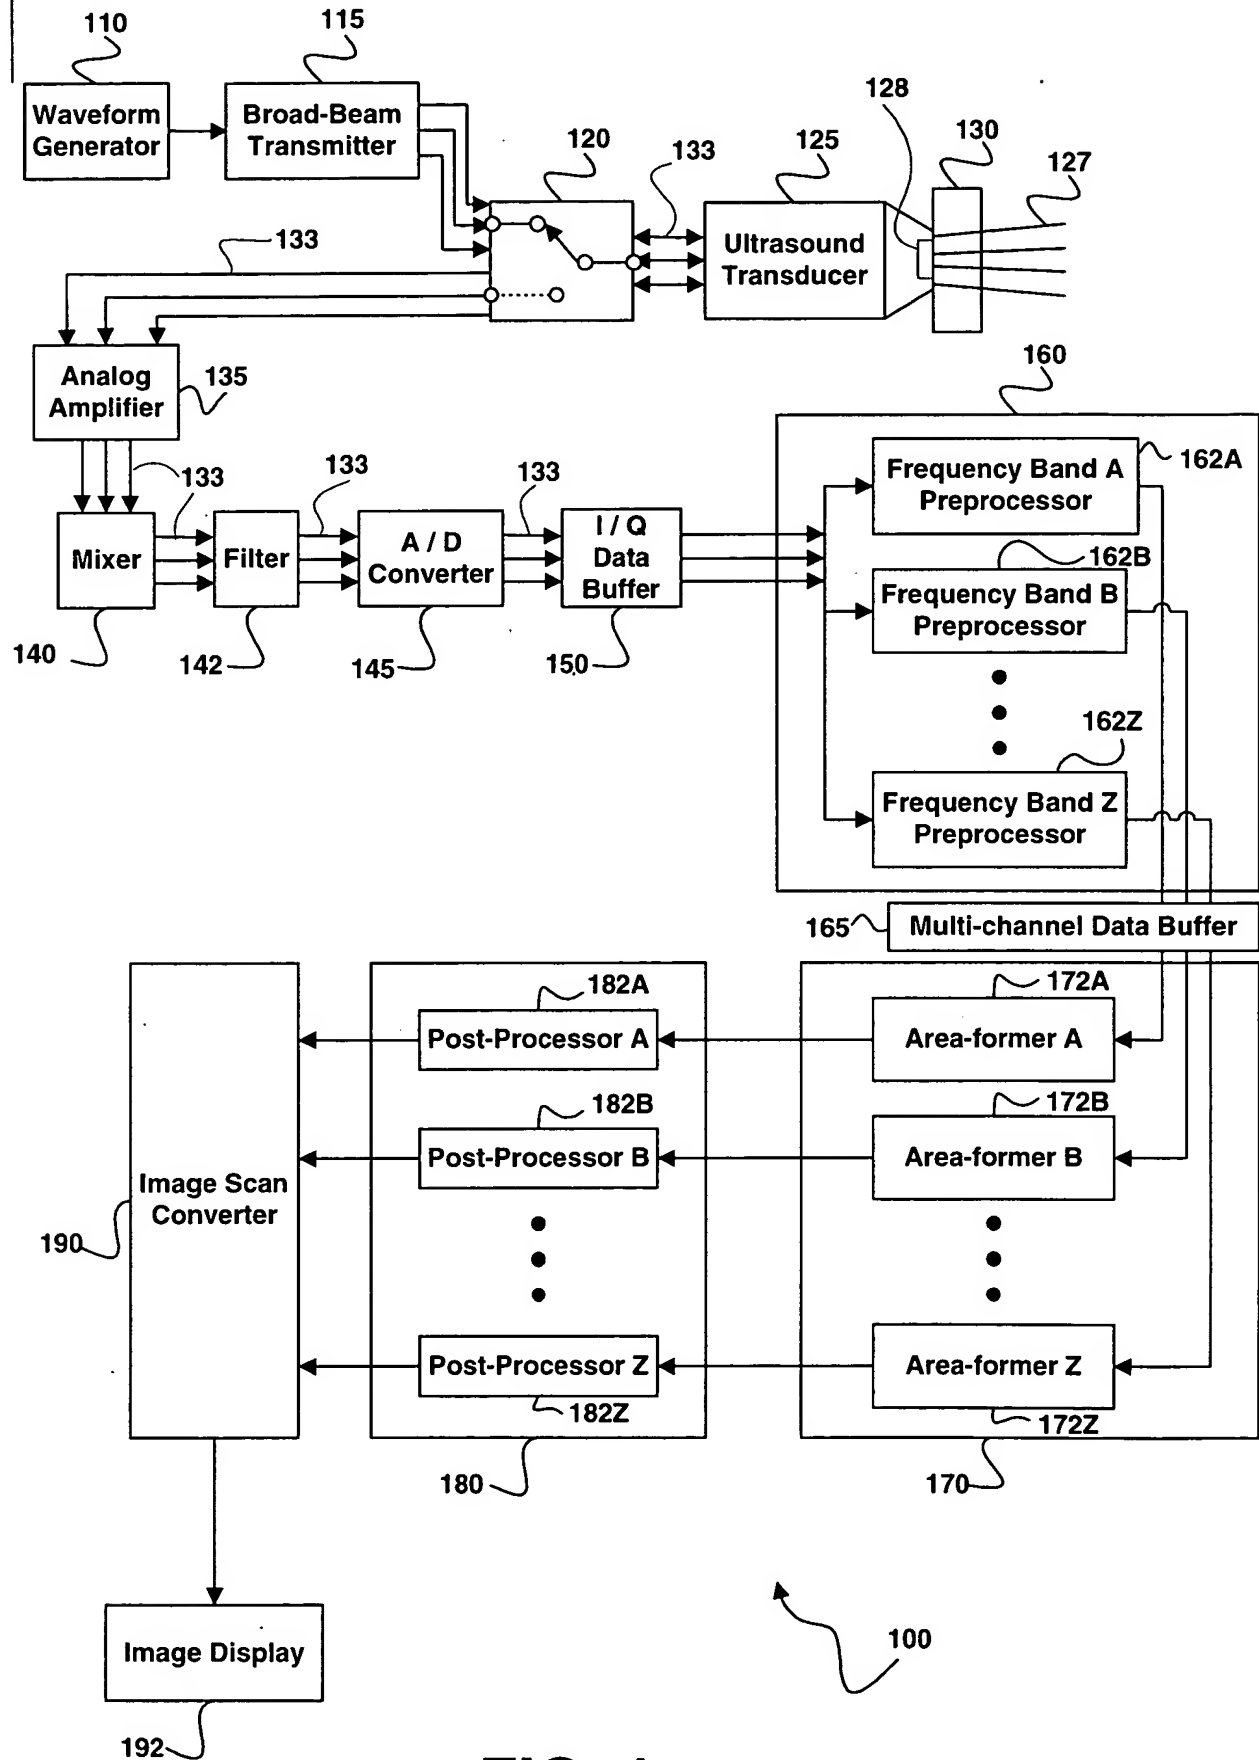 110
115
Waveform
Generator
Broad-Beam
Transmitter
120
133
125
128
130
127
133
Ultrasound
Transducer
Analog
Amplifier
135
160
133
133
133
Mixer
Filter
A / D
Converter
I / Q
Data
Buffer
140
142
145
150
Frequency Band A
Preprocessor
162A
162B
Frequency Band B
Preprocessor
162Z
Frequency Band Z
Preprocessor
165
Multi-channel Data Buffer
182A
172A
Post-Processor A
Area-former A
182B
172B
Post-Processor B
Area-former B
Image Scan
Converter
190
Post-Processor Z
Area-former Z
182Z
172Z
180
170
Image Display
100
192